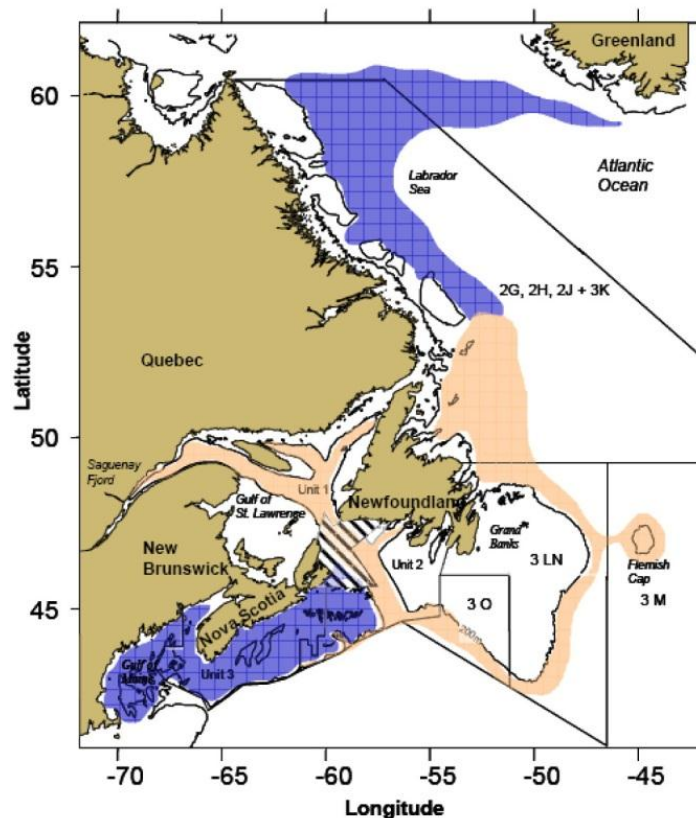 Greenland
60
Labrador
Sea
Atlantic
Ocean
55
2G, 2H, 2J + 3K
Latitude
Quebec
50
Saguenay
Fjord
Unit 1
Gulf of
St. Lawrence
Newfoundland
New
Brunswick
Grand
Banks
Unit 2
3 LN
Flemish
Cap
3 M
3 O
45
Nova Scotia
200m
Gulf of
Maine
Unit 3
-70
-65
-60
-55
-50
-45
Longitude